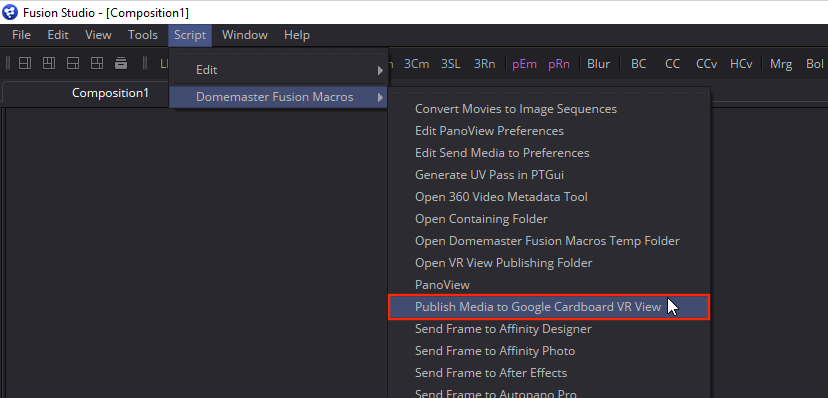 Fusion Studio - [Composition1]
File Edit View Tools Script Window Help
3Cm 3SL 3Rn pEm pRn Blur BC CC CCv HCv Mrg Bol
Edit
Composition1
Domemaster Fusion Macros
Convert Movies to Image Sequences
Edit PanoView Preferences
Edit Send Media to Preferences
Generate UV Pass in PTGui
Open 360 Video Metadata Tool
Open Containing Folder
Open Domemaster Fusion Macros Temp Folder
Open VR View Publishing Folder
PanoView
Publish Media to Google Cardboard VR View
Send Frame to Affinity Designer
Send Frame to Affinity Photo
Send Frame to After Effects
Send Frame to Autopano Pro